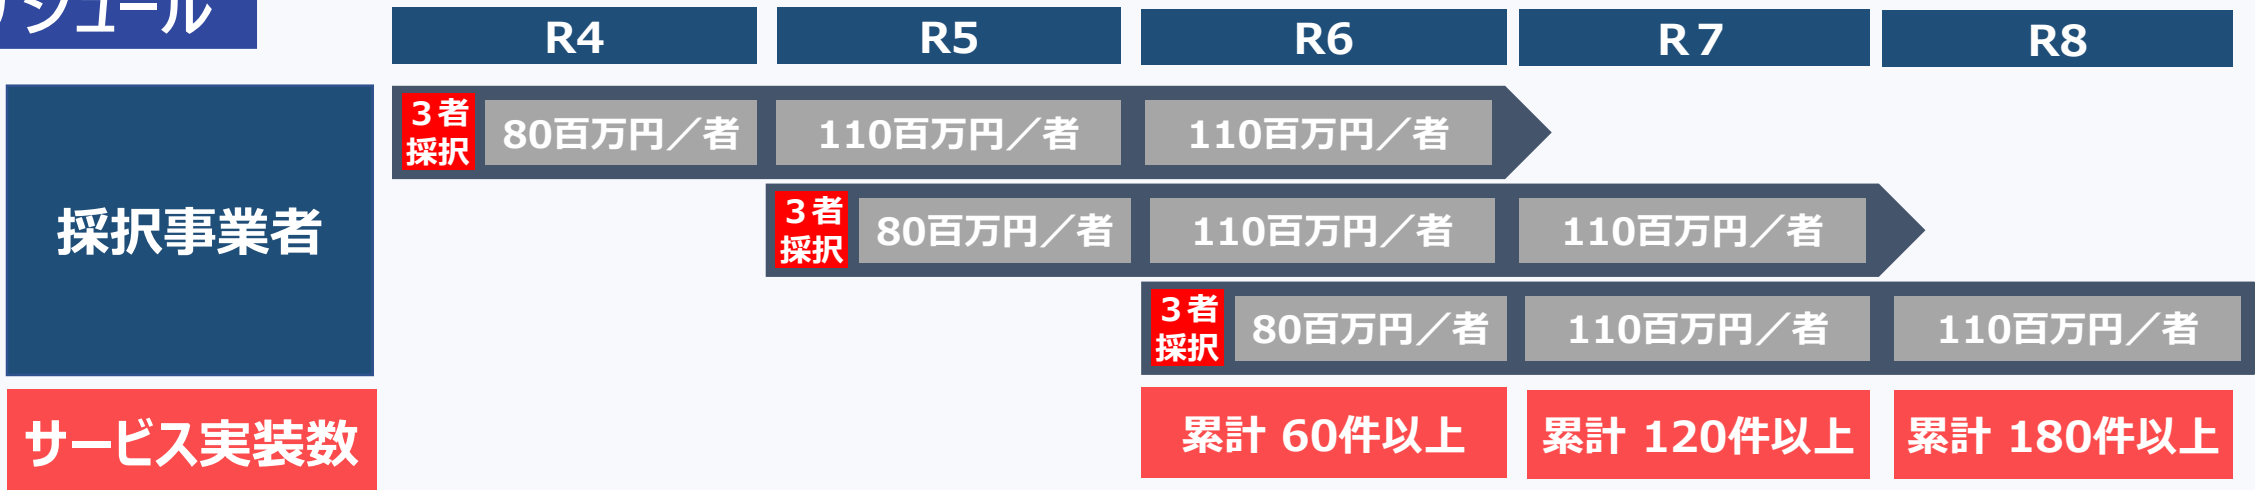 ジュール
R4
R5
R6
R７
R8
採択事業者
３者
採択
80百万円／者
110百万円／者
110百万円／者
３者
採択
80百万円／者
110百万円／者
110百万円／者
３者
採択
80百万円／者
110百万円／者
110百万円／者
サービス実装数
累計 60件以上
累計 120件以上
累計 180件以上